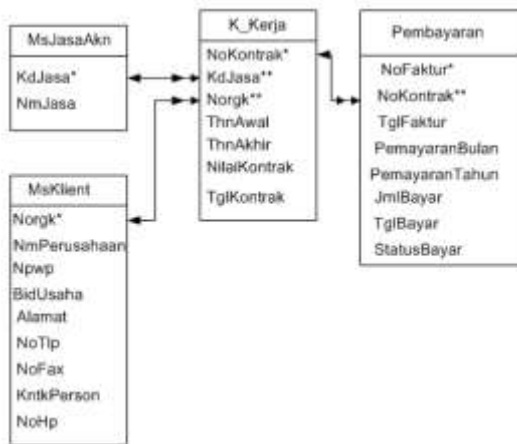 MsJasaAkn
KdJasa*
NmJasa
K_Kerja
NoKontrak*
KdJasa**
Norgk**
ThnAwal
ThnAkhir
NilaiKontrak
TglKontrak
Pembayaran
NoFaktur*
NoKontrak**
TglFaktur
PemayaranBulan
PemayaranTahun
JmlBayar
TglBayar
StatusBayar
MsKlient
Norgk*
NmPerusahaan
Npwp
BidUsaha
Alamat
NoTlp
NoFax
KntkPerson
NoHp